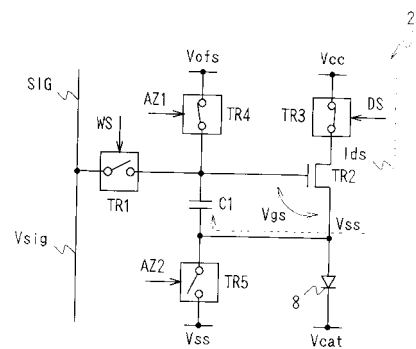 2
Vofs
Vcc
SIG
AZ1
TR4
TR3
DS
WS
Ids
TR1
TR2
C1
Vgs
Vss
Vsig
AZ2
TR5
8
Vss
Vcat